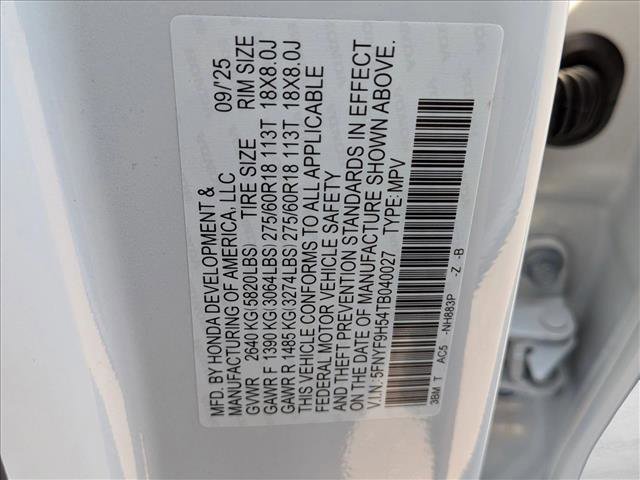 MFD. BY HONDA DEVELOPMENT & 09/'25
MANUFACTURING OF AMERICA, LLC
GVWR 2640 KG(5820LBS) TIRE SIZE RIM SIZE
GAWR F 1390 KG(3064LBS) 275/60R18 113T 18X8.0J
GAWR R 1485 KG(3274LBS) 275/60R18 113T 18X8.0J
THIS VEHICLE CONFORMS TO ALL APPLICABLE
FEDERAL MOTOR VEHICLE SAFETY
AND THEFT PREVENTION STANDARDS IN EFFECT
ON THE DATE OF MANUFACTURE SHOWN ABOVE.
V.I.N.:5FNYF9H54TB040027 TYPE:MPV
3BM T AC5 -NH883P -Z -B